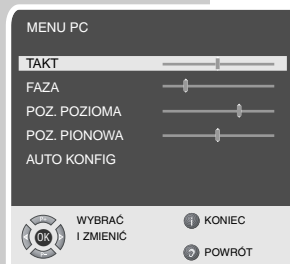 MENU PC
TAKT
FAZA
POZ. POZIOMA
POZ. PIONOWA
AUTO KONFIG
WYBRAĆ
I ZMIENIĆ
OK
i KONIEC
POWRÓT